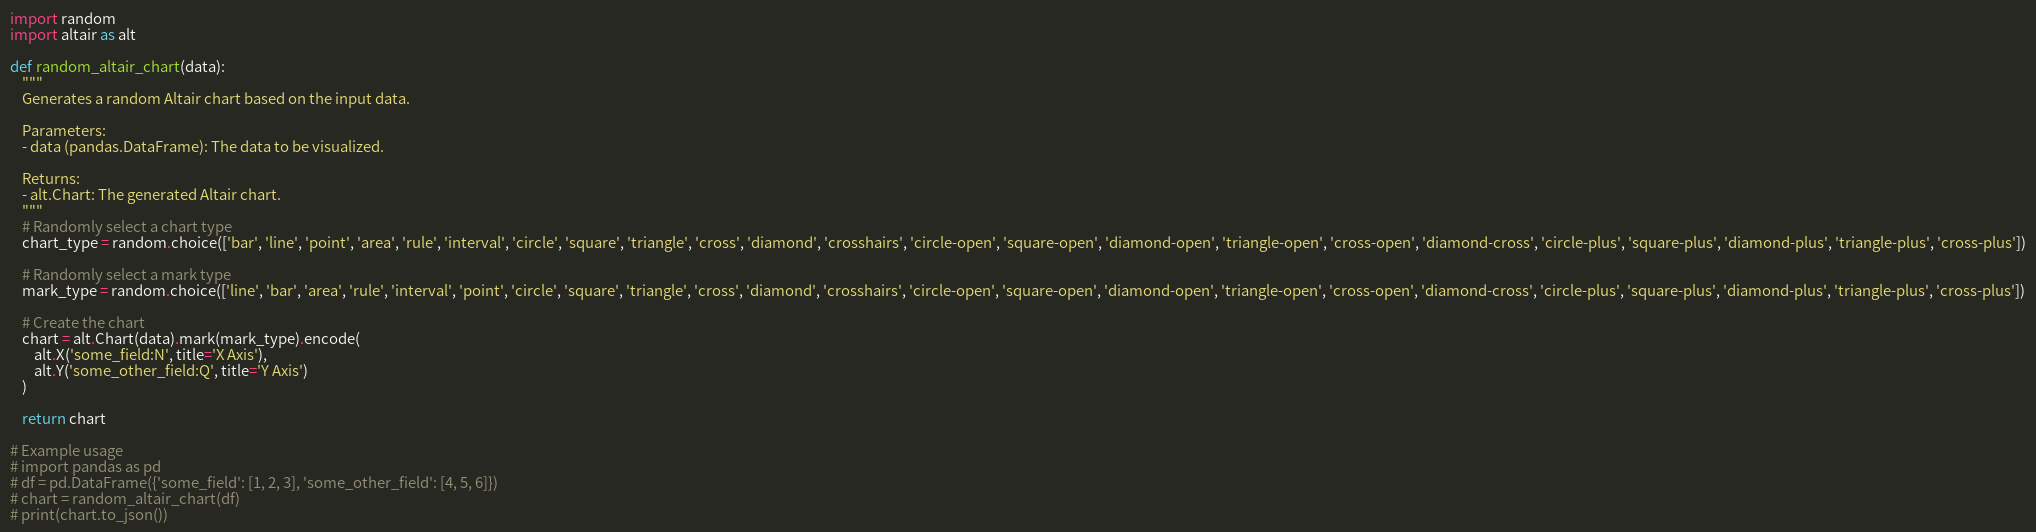 import random
import altair as alt

def random_altair_chart(data):
    """
    Generates a random Altair chart based on the input data.

    Parameters:
    - data (pandas.DataFrame): The data to be visualized.

    Returns:
    - alt.Chart: The generated Altair chart.
    """
    # Randomly select a chart type
    chart_type = random.choice(['bar', 'line', 'point', 'area', 'rule', 'interval', 'circle', 'square', 'triangle', 'cross', 'diamond', 'crosshairs', 'circle-open', 'square-open', 'diamond-open', 'triangle-open', 'cross-open', 'diamond-cross', 'circle-plus', 'square-plus', 'diamond-plus', 'triangle-plus', 'cross-plus'])

    # Randomly select a mark type
    mark_type = random.choice(['line', 'bar', 'area', 'rule', 'interval', 'point', 'circle', 'square', 'triangle', 'cross', 'diamond', 'crosshairs', 'circle-open', 'square-open', 'diamond-open', 'triangle-open', 'cross-open', 'diamond-cross', 'circle-plus', 'square-plus', 'diamond-plus', 'triangle-plus', 'cross-plus'])

    # Create the chart
    chart = alt.Chart(data).mark(mark_type).encode(
        alt.X('some_field:N', title='X Axis'),
        alt.Y('some_other_field:Q', title='Y Axis')
    )

    return chart

# Example usage
# import pandas as pd
# df = pd.DataFrame({'some_field': [1, 2, 3], 'some_other_field': [4, 5, 6]})
# chart = random_altair_chart(df)
# print(chart.to_json())